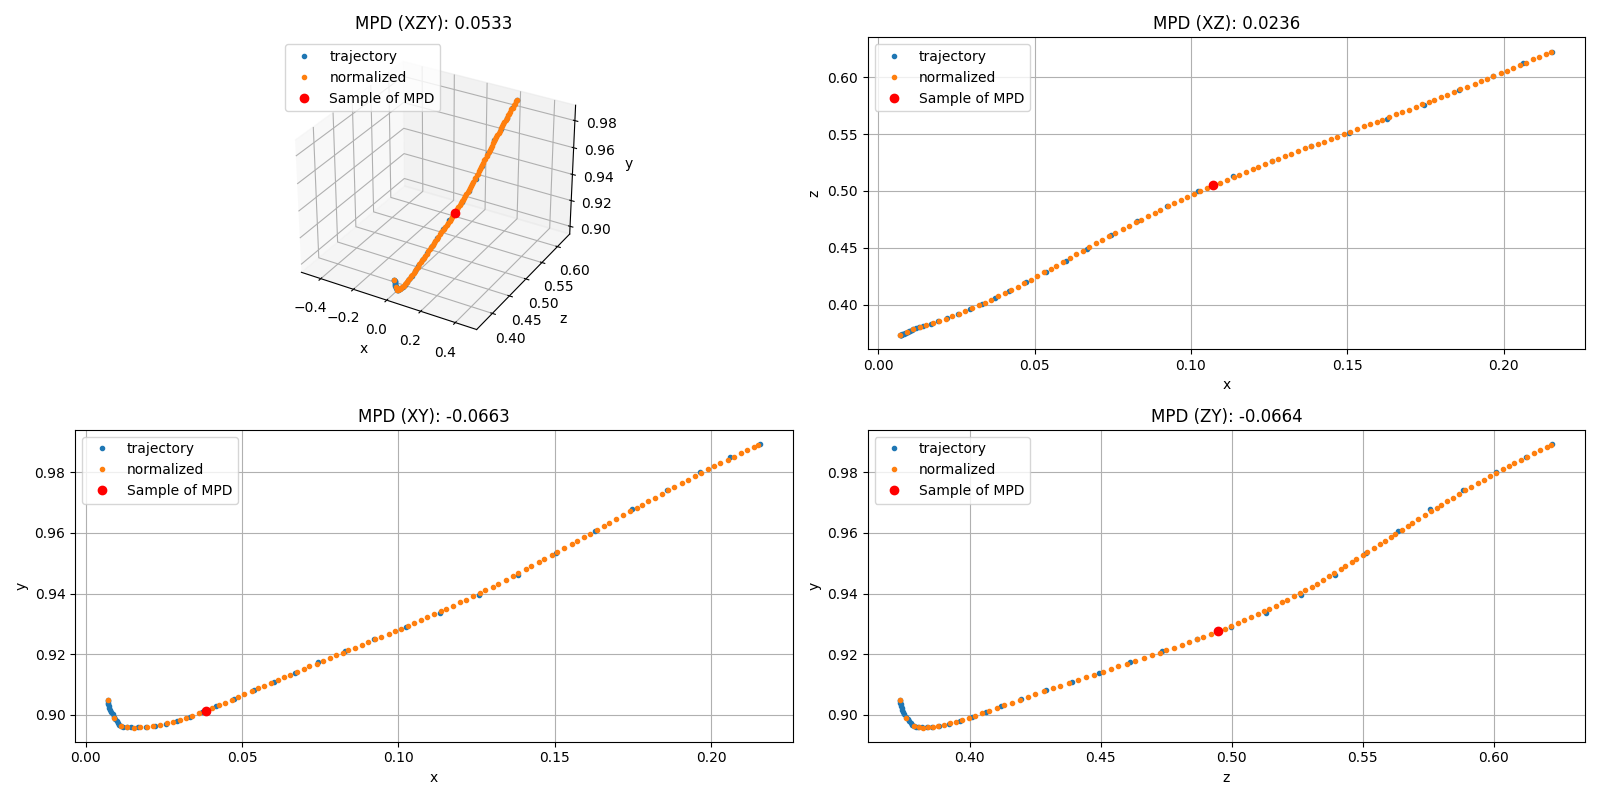 MPD (XZY): 0.0533
trajectory
normalized
Sample of MPD
0.98
0.96
0.94
0.92
0.90
y
−0.4
−0.2
0.0
0.2
0.4
x
0.40
0.45
0.50
0.55
0.60
z
MPD (XZ): 0.0236
trajectory
normalized
Sample of MPD
0.60
0.55
0.50
0.45
0.40
z
0.00 0.05 0.10 0.15 0.20
x
MPD (XY): -0.0663
trajectory
normalized
Sample of MPD
0.98
0.96
0.94
0.92
0.90
y
0.00 0.05 0.10 0.15 0.20
x
MPD (ZY): -0.0664
trajectory
normalized
Sample of MPD
0.98
0.96
0.94
0.92
0.90
y
0.40 0.45 0.50 0.55 0.60
z